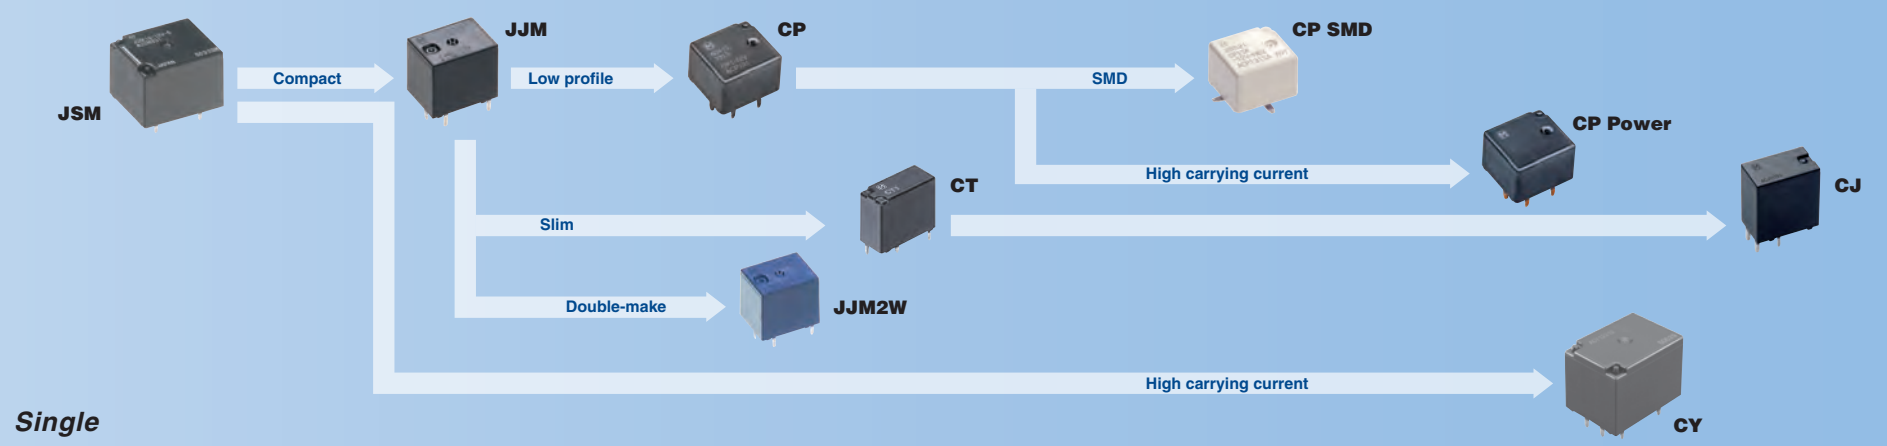 JSM
Compact
JJM
Low profile
CP
SMD
CP SMD
High carrying current
CP Power
Slim
CT
CJ
Double-make
JJM2W
High carrying current
CY
Single